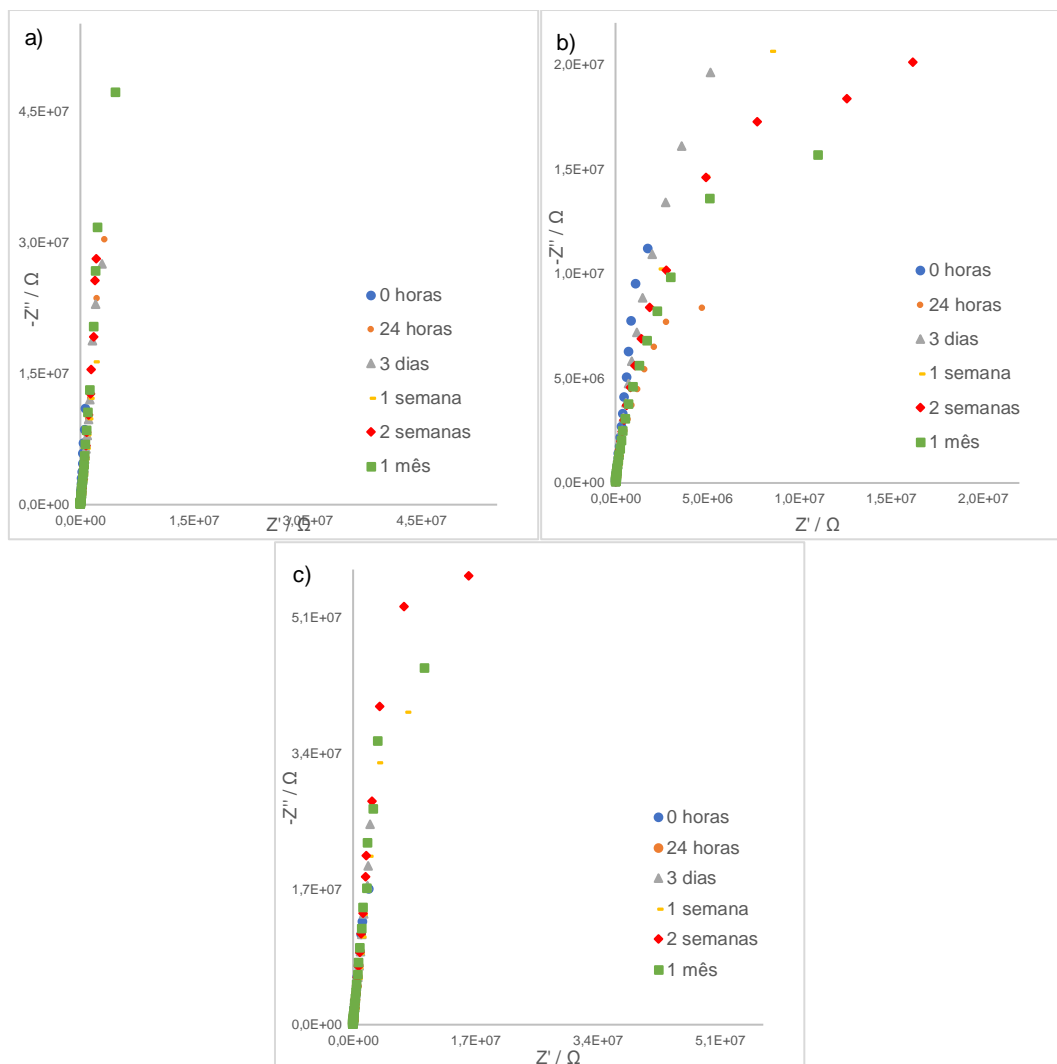 a)
4,5E+07
3,0E+07
1,5E+07
0,0E+00
-Z'' / Ω
0,0E+00
1,5E+07
3,0E+07
4,5E+07
Z' / Ω
0 horas
24 horas
3 dias
1 semana
2 semanas
1 mês
b)
2,0E+07
1,5E+07
1,0E+07
5,0E+06
0,0E+00
-Z'' / Ω
0,0E+00
5,0E+06
1,0E+07
1,5E+07
2,0E+07
Z' / Ω
0 horas
24 horas
3 dias
1 semana
2 semanas
1 mês
c)
5,1E+07
3,4E+07
1,7E+07
0,0E+00
-Z'' / Ω
0,0E+00
1,7E+07
3,4E+07
5,1E+07
Z' / Ω
0 horas
24 horas
3 dias
1 semana
2 semanas
1 mês